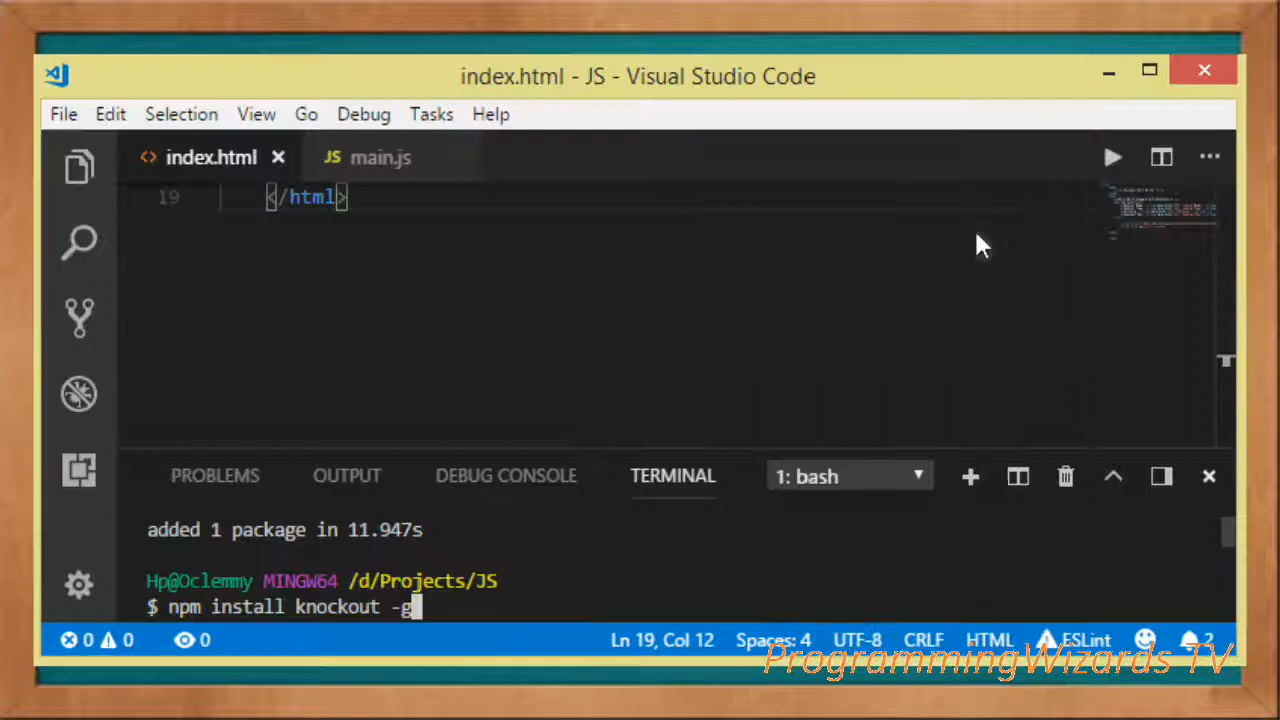 index.html - JS - Visual Studio Code
File Edit Selection View Go Debug Tasks Help
<> index.html × JS main.js
19 </html>
PROBLEMS OUTPUT DEBUG CONSOLE TERMINAL 1: bash
added 1 package in 11.947s
Hp@Oclemmy MINGW64 /d/Projects/JS
$ npm install knockout -g
0 0 0 Ln 19, Col 12 Spaces: 4 UTF-8 CRLF HTML ESLint 2
ProgrammingWizards TV